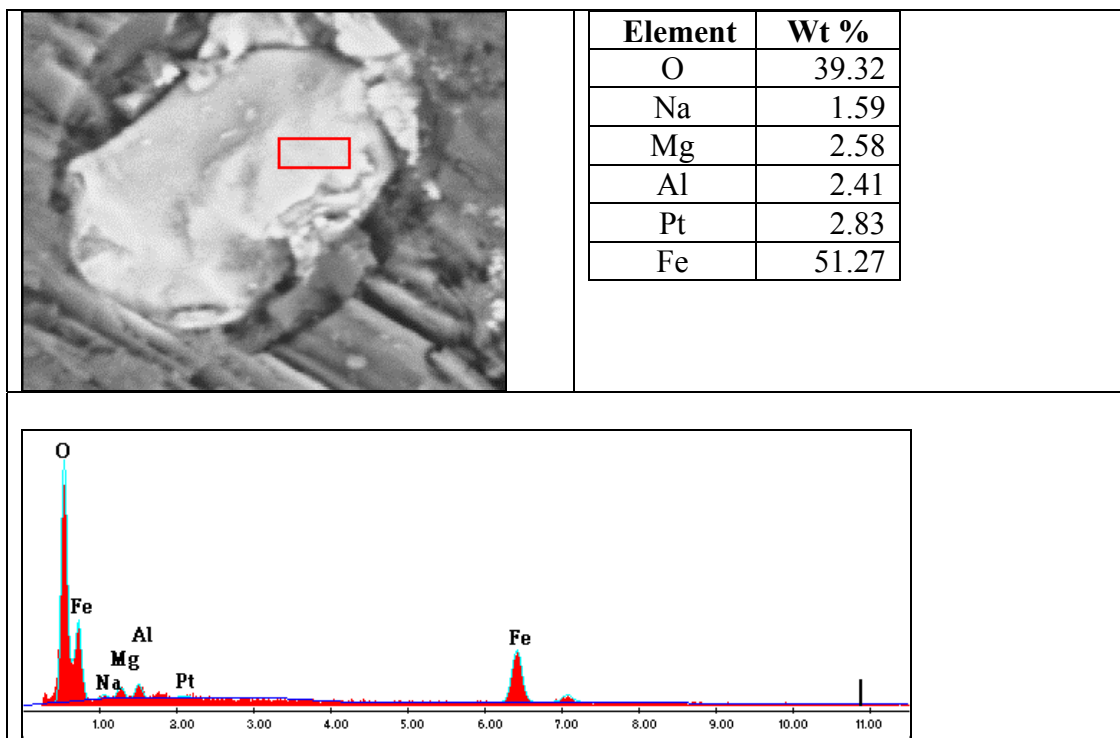 Element Wt %
O 39.32
Na 1.59
Mg 2.58
Al 2.41
Pt 2.83
Fe 51.27
O
Fe
Al
Mg
Na
Pt
Fe
1.00 2.00 3.00 4.00 5.00 6.00 7.00 8.00 9.00 10.00 11.00